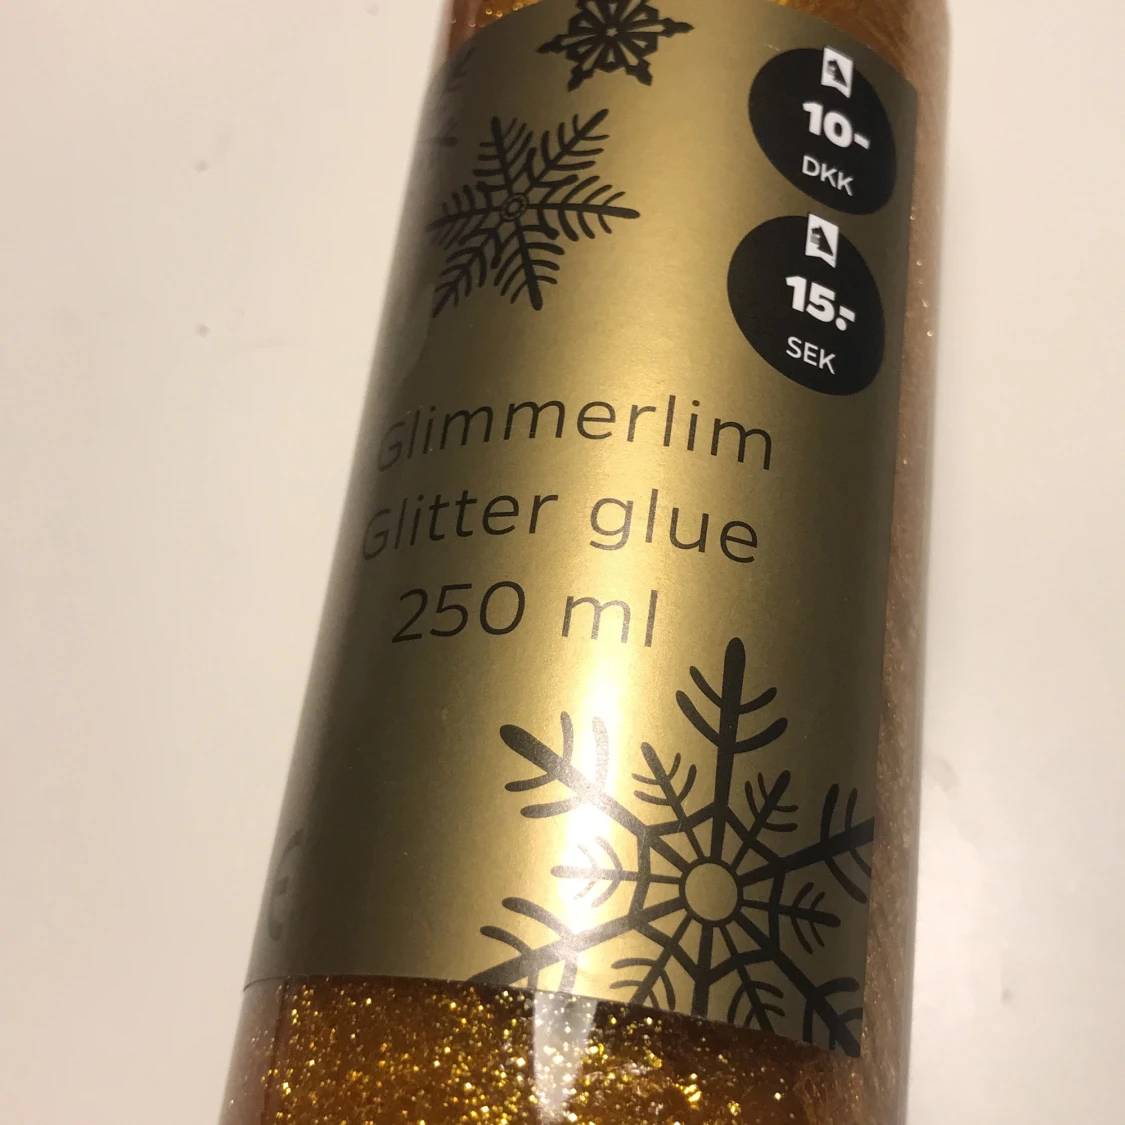 10-
DKK
15:-
SEK
Glimmerlim
Glitter glue
250 ml